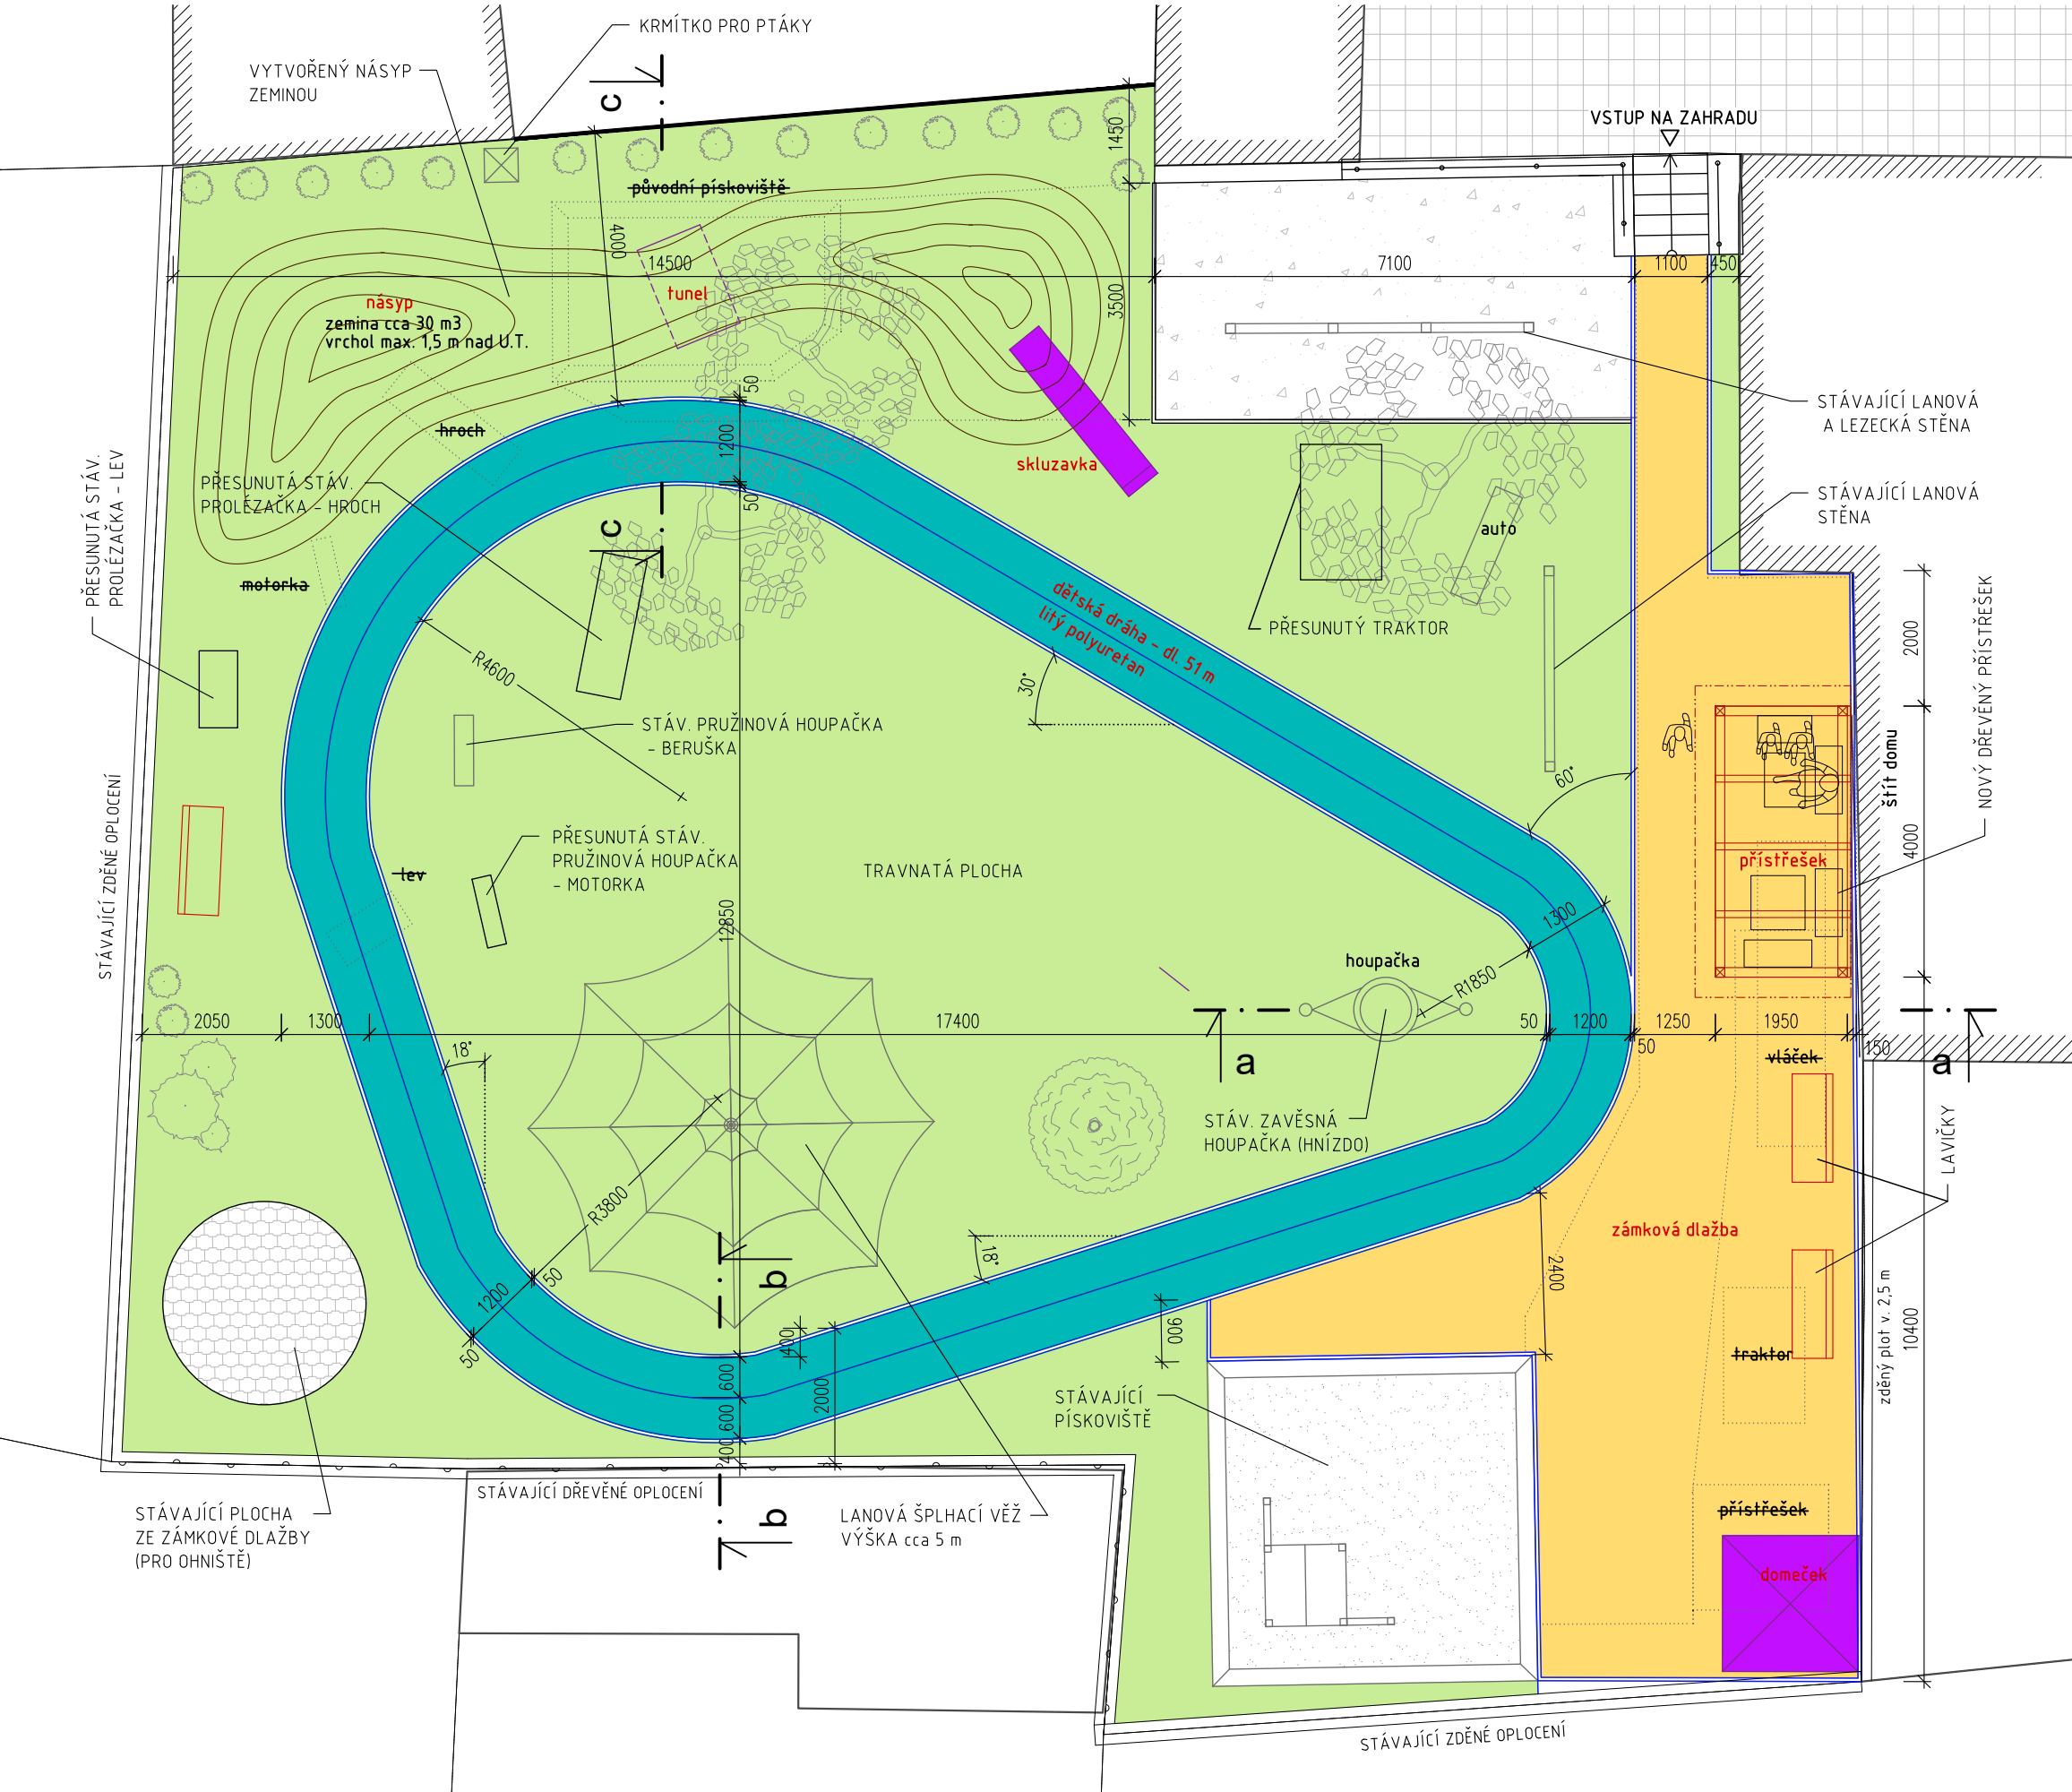 KRMÍTKO PRO PTÁKY
VYTVOŘENÝ NÁSYP
ZEMINOU
c
VSTUP NA ZAHRADU
1450
původní pískoviště
4000
14500
7100
1100
450
tunel
násyp
zemina cca 30 m3
vrchol max. 1,5 m nad U.T.
3500
STÁVAJÍCÍ LANOVÁ
A LEZECKÁ STĚNA
50
1200
50
hroch
skluzavka
PŘESUNUTÁ STÁV.
PROLÉZAČKA - HROCH
PŘESUNUTÁ STÁV.
PROLÉZAČKA - LEV
STÁVAJÍCÍ LANOVÁ
STĚNA
c
auto
motorka
dětská dráha - dl. 51 m
litý polyuretan
PŘESUNUTÝ TRAKTOR
2000
NOVÝ DŘEVĚNÝ PŘÍSTŘEŠEK
R4600
30°
STÁV. PRUŽINOVÁ HOUPAČKA
- BERUŠKA
60°
štít domu
4000
STÁVAJÍCÍ ZDĚNÉ OPLOCENÍ
PŘESUNUTÁ STÁV.
PRUŽINOVÁ HOUPAČKA
- MOTORKA
lev
TRAVNATÁ PLOCHA
přístřešek
12850
1300
houpačka
R1850
2050
1300
17400
50
1200
50
1250
1950
150
18°
a
a
vláček
STÁV. ZAVĚSNÁ
HOUPAČKA (HNÍZDO)
LAVIČKY
R3800
zámková dlažba
18°
b
50
1200
50
2400
900
400
600
600
400
2000
10400
zděný plot v. 2,5 m
traktor
STÁVAJÍCÍ
PÍSKOVIŠTĚ
STÁVAJÍCÍ DŘEVĚNÉ OPLOCENÍ
STÁVAJÍCÍ PLOCHA
ZE ZÁMKOVÉ DLAŽBY
(PRO OHNIŠTĚ)
b
LANOVÁ ŠPLHACÍ VĚŽ
VÝŠKA cca 5 m
přístřešek
domeček
STÁVAJÍCÍ ZDĚNÉ OPLOCENÍ